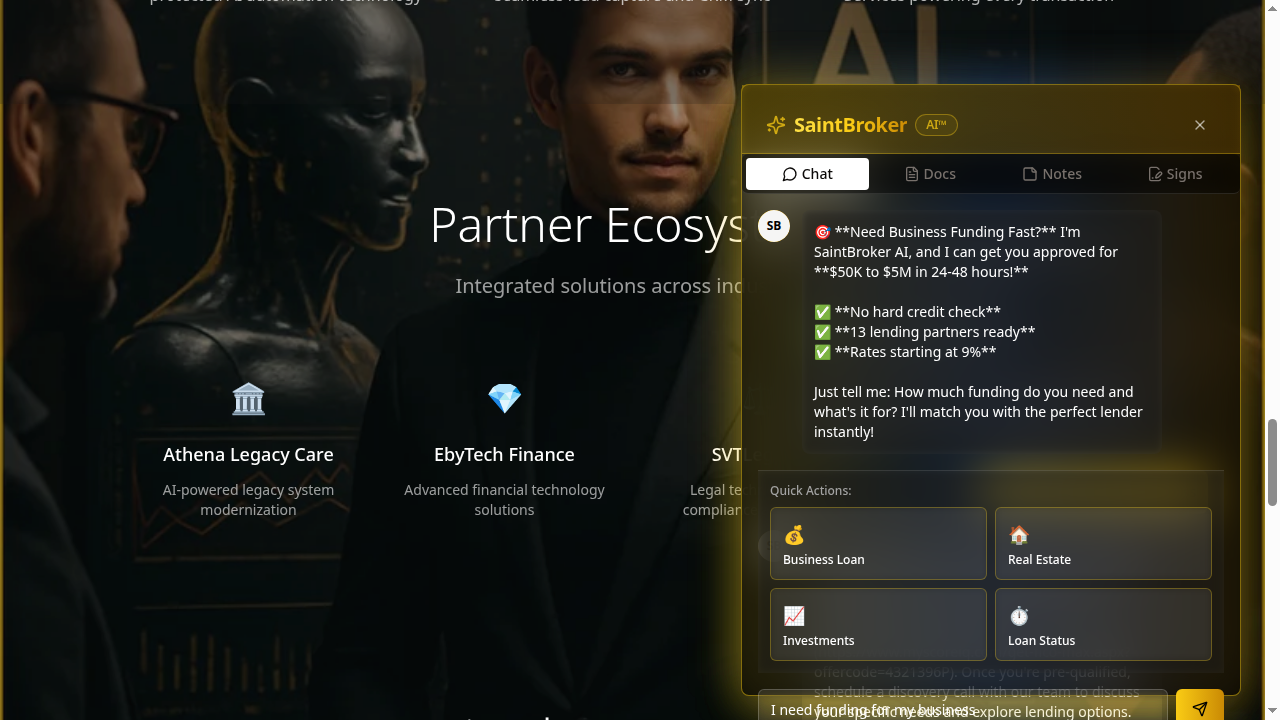 AI
Partner Ecosys
Integrated solutions across ind
🏛️
Athena Legacy Care
AI-powered legacy system
modernization
💎
EbyTech Finance
Advanced financial technology
solutions
SVTL
Legal te
complian
SaintBroker AI™
×
Chat
Docs
Notes
Signs
SB
🎯 **Need Business Funding Fast?** I'm
SaintBroker AI, and I can get you approved for
**$50K to $5M in 24-48 hours!**
✅ **No hard credit check**
✅ **13 lending partners ready**
✅ **Rates starting at 9%**
Just tell me: How much funding do you need and
what's it for? I'll match you with the perfect lender
instantly!
Quick Actions:
💰
Business Loan
🏠
Real Estate
📈
Investments
⏱️
Loan Status
offercode=4321396P). Once you're pre-qualified,
schedule a discovery call with our team to discuss
your specific needs and explore lending options.
I need funding for my business